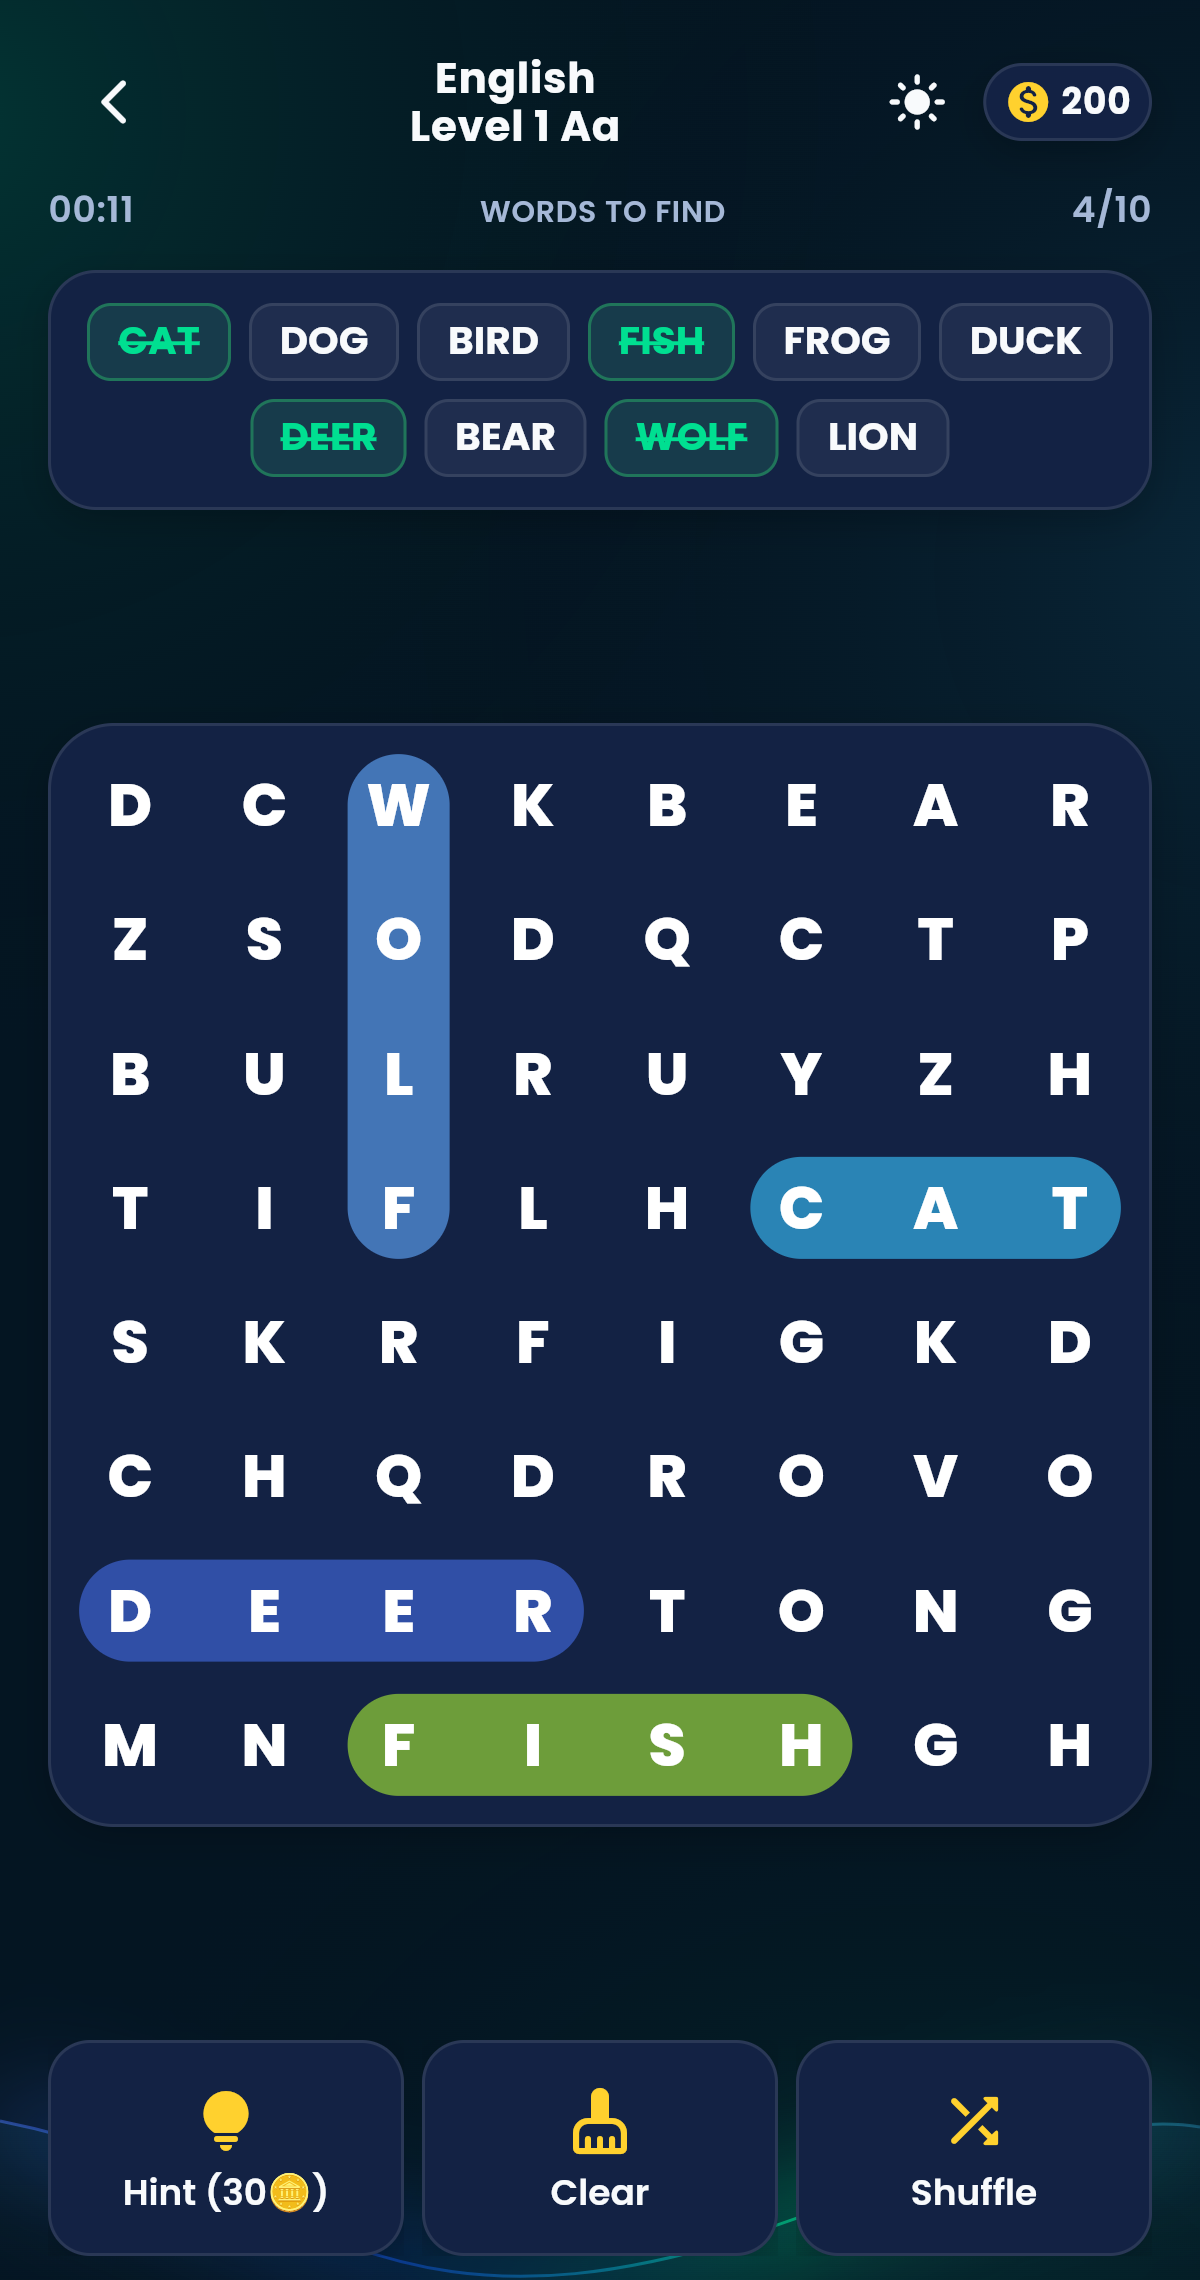 English
Level 1 Aa
200
00:11
WORDS TO FIND
4/10
CAT DOG BIRD FISH FROG DUCK
DEER BEAR WOLF LION
D C W K B E A R
Z S O D Q C T P
B U L R U Y Z H
T I F L H C A T
S K R F I G K D
C H Q D R O V O
D E E R T O N G
M N F I S H G H
Hint (30🪙)
Clear
Shuffle